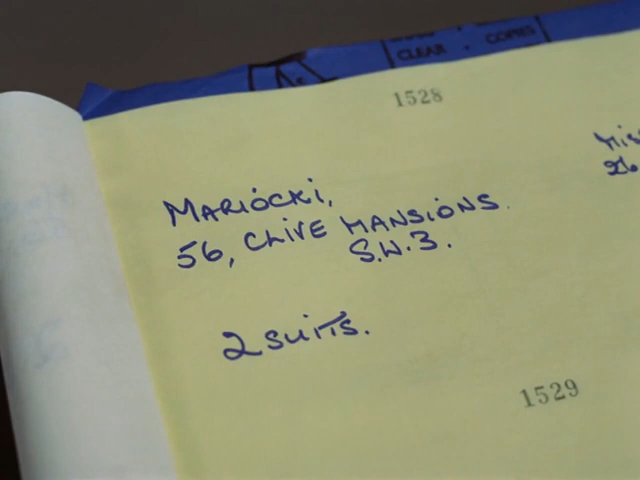 CLEAR . COPIES
1528
MARIOCKI,
56, CLIVE MANSIONS.
S.W.3.
2 SUITS.
1529